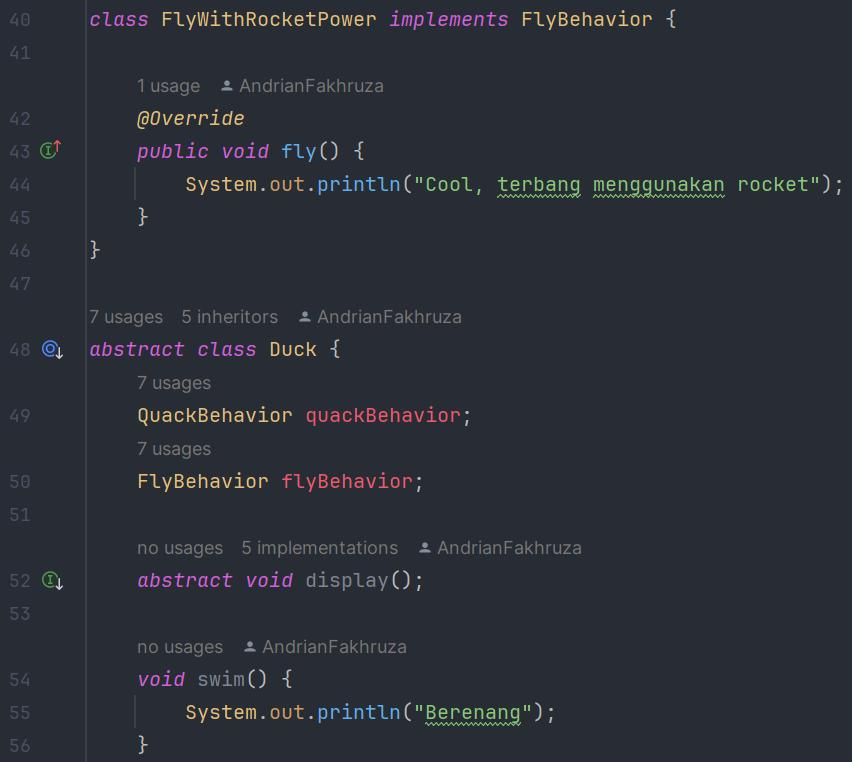 40 class FlyWithRocketPower implements FlyBehavior {
41
1 usage AndrianFakhruza
42 @Override
43 public void fly() {
44 System.out.println("Cool, terbang menggunakan rocket");
45 }
46 }
47
7 usages 5 inheritors AndrianFakhruza
48 abstract class Duck {
7 usages
49 QuackBehavior quackBehavior;
7 usages
50 FlyBehavior flyBehavior;
51
no usages 5 implementations AndrianFakhruza
52 abstract void display();
53
no usages AndrianFakhruza
54 void swim() {
55 System.out.println("Berenang");
56 }